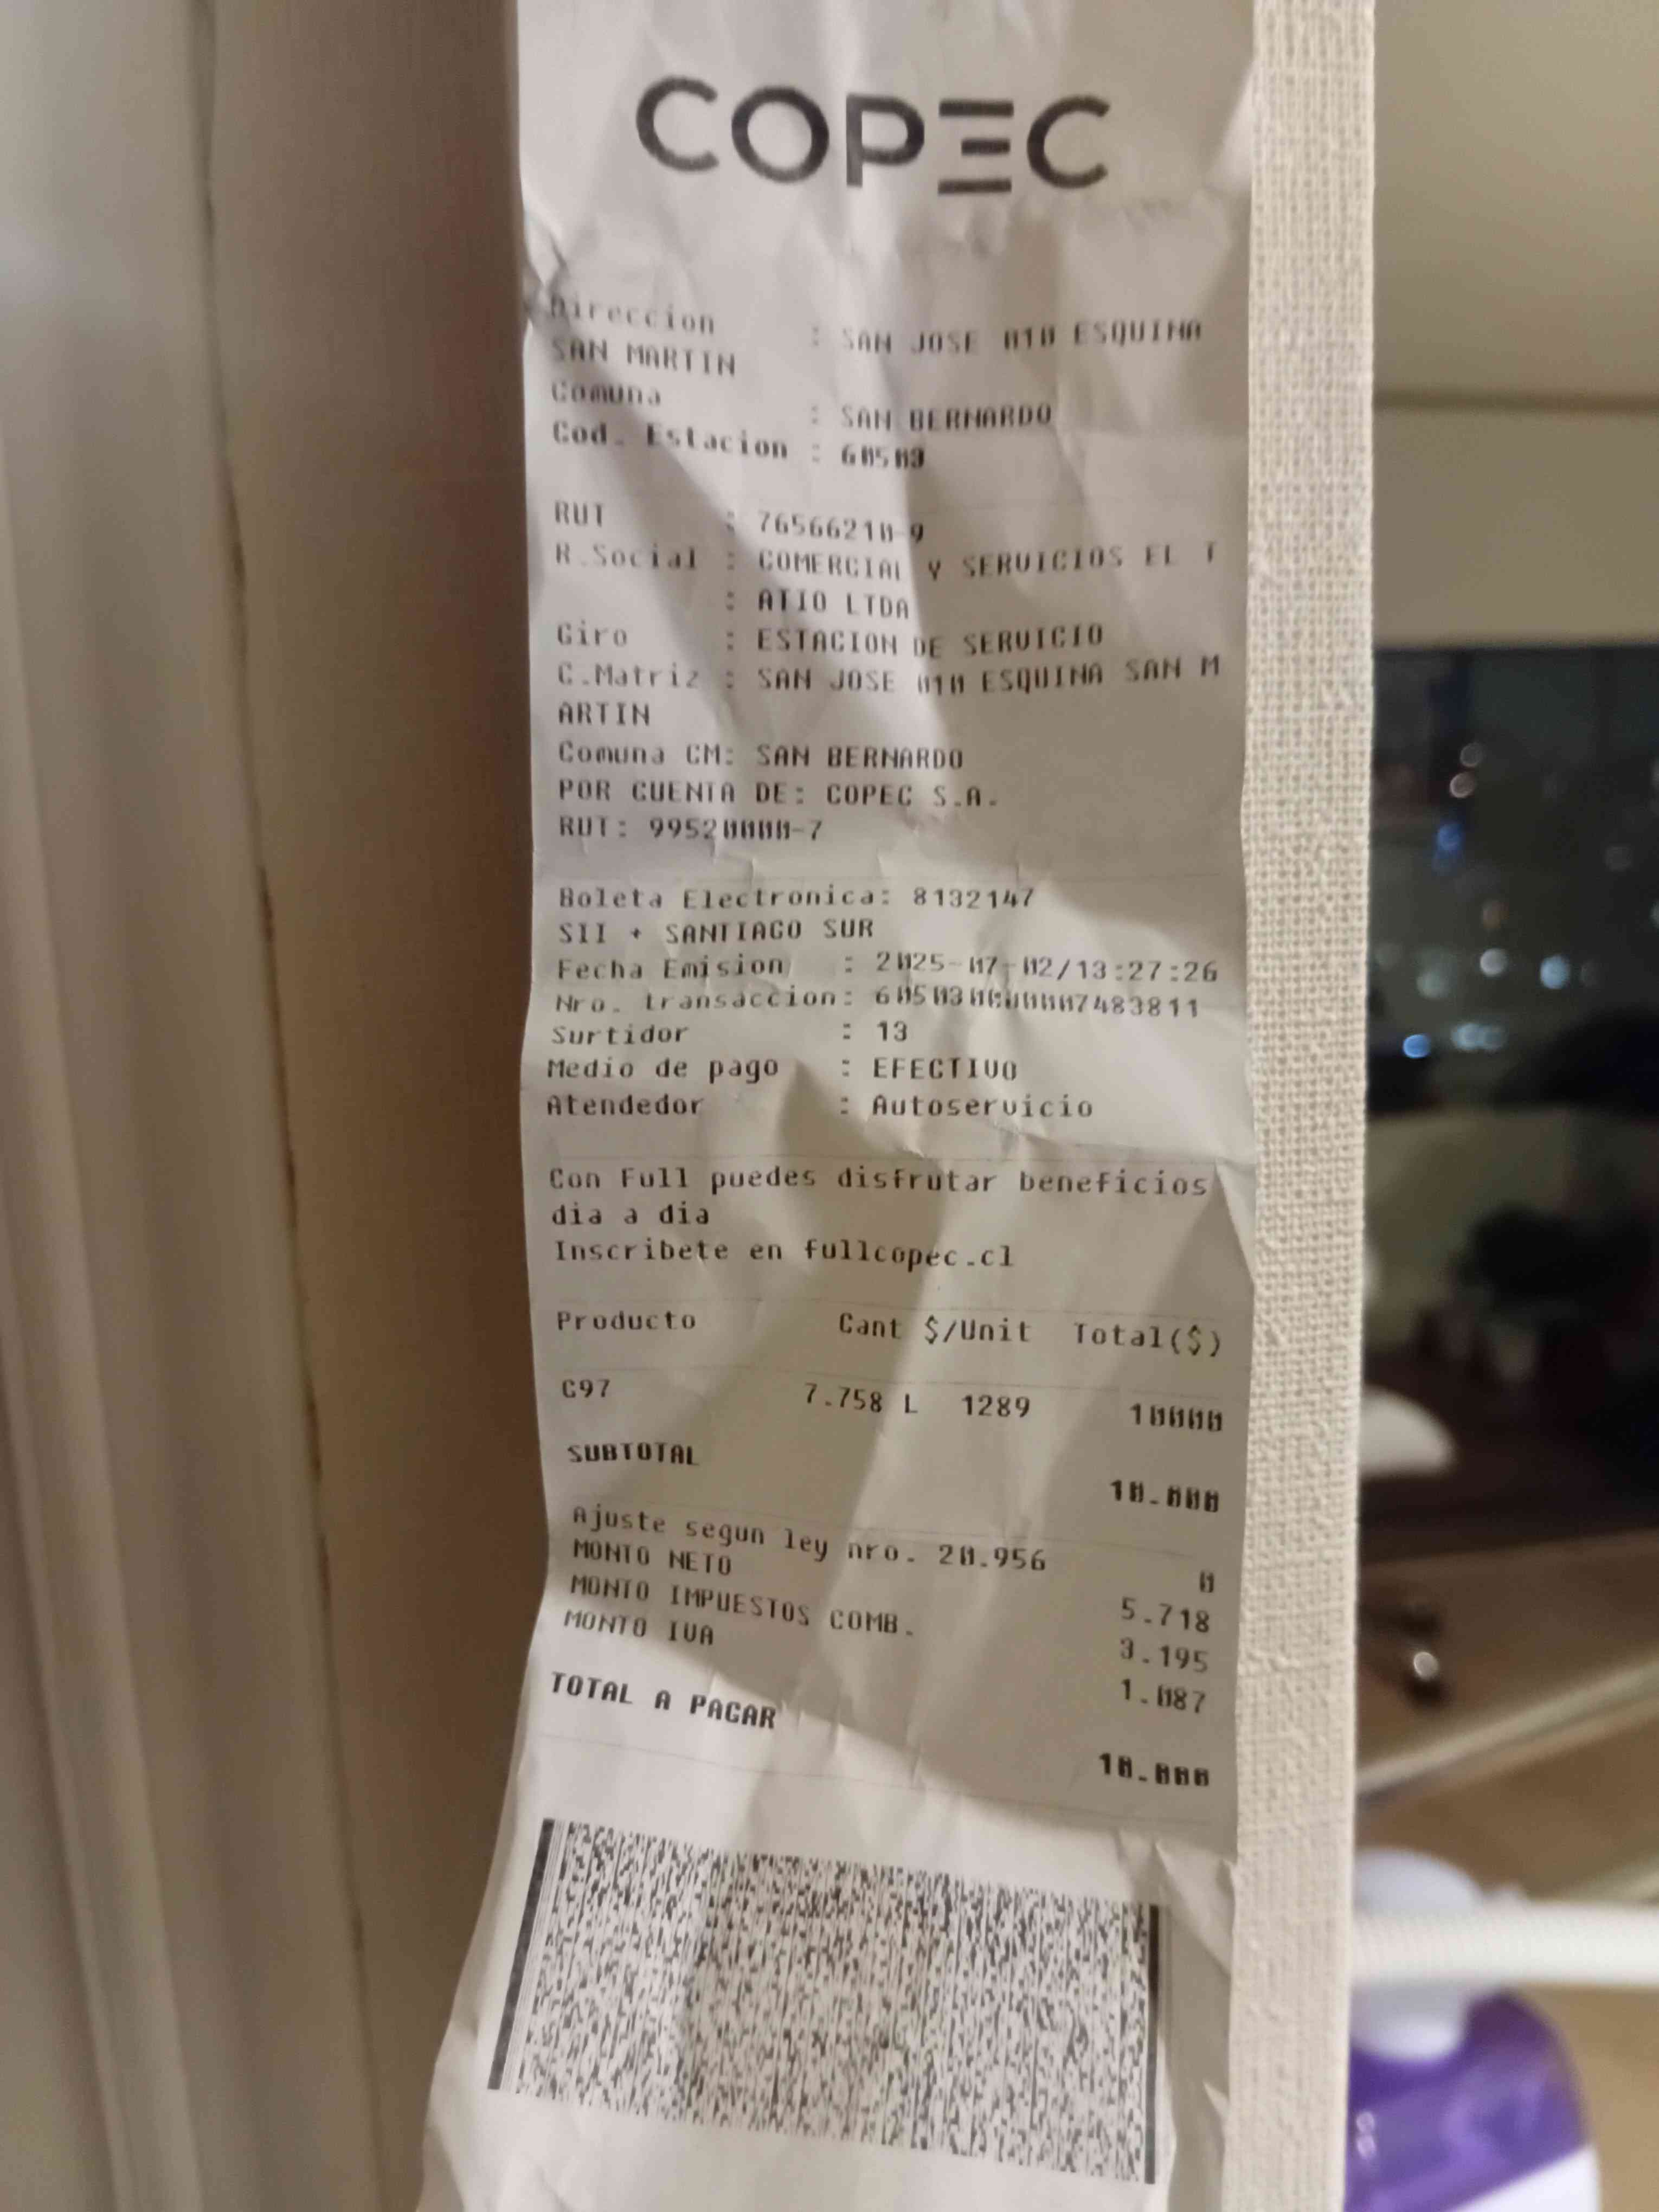 COPEC
Direccion : SAN JOSE 010 ESQUINA
SAN MARTIN
Comuna : SAN BERNARDO
Cod. Estacion : 60503
RUT : 76566210-9
R.Social : COMERCIAL Y SERVICIOS EL T
: ATIO LTDA
Giro : ESTACION DE SERVICIO
C.Matriz : SAN JOSE 010 ESQUINA SAN M
ARTIN
Comuna CM: SAN BERNARDO
POR CUENTA DE: COPEC S.A.
RUT: 99520000-7
Boleta Electronica: 8132147
SII + SANTIAGO SUR
Fecha Emision : 2025-07-02/13:27:26
Nro. transaccion:
Surtidor : 13
Medio de pago : EFECTIVO
Atendedor : Autoservicio
Con Full puedes disfrutar beneficios
dia a dia
Inscribete en fullcopec.cl
Producto Cant $/Unit Total($)
C97 7.758 L 1289 10000
SUBTOTAL 10.000
Ajuste segun ley nro. 20.956 0
MONTO NETO 5.718
MONTO IMPUESTOS COMB. 3.195
MONTO IVA 1.087
TOTAL A PAGAR 10.000